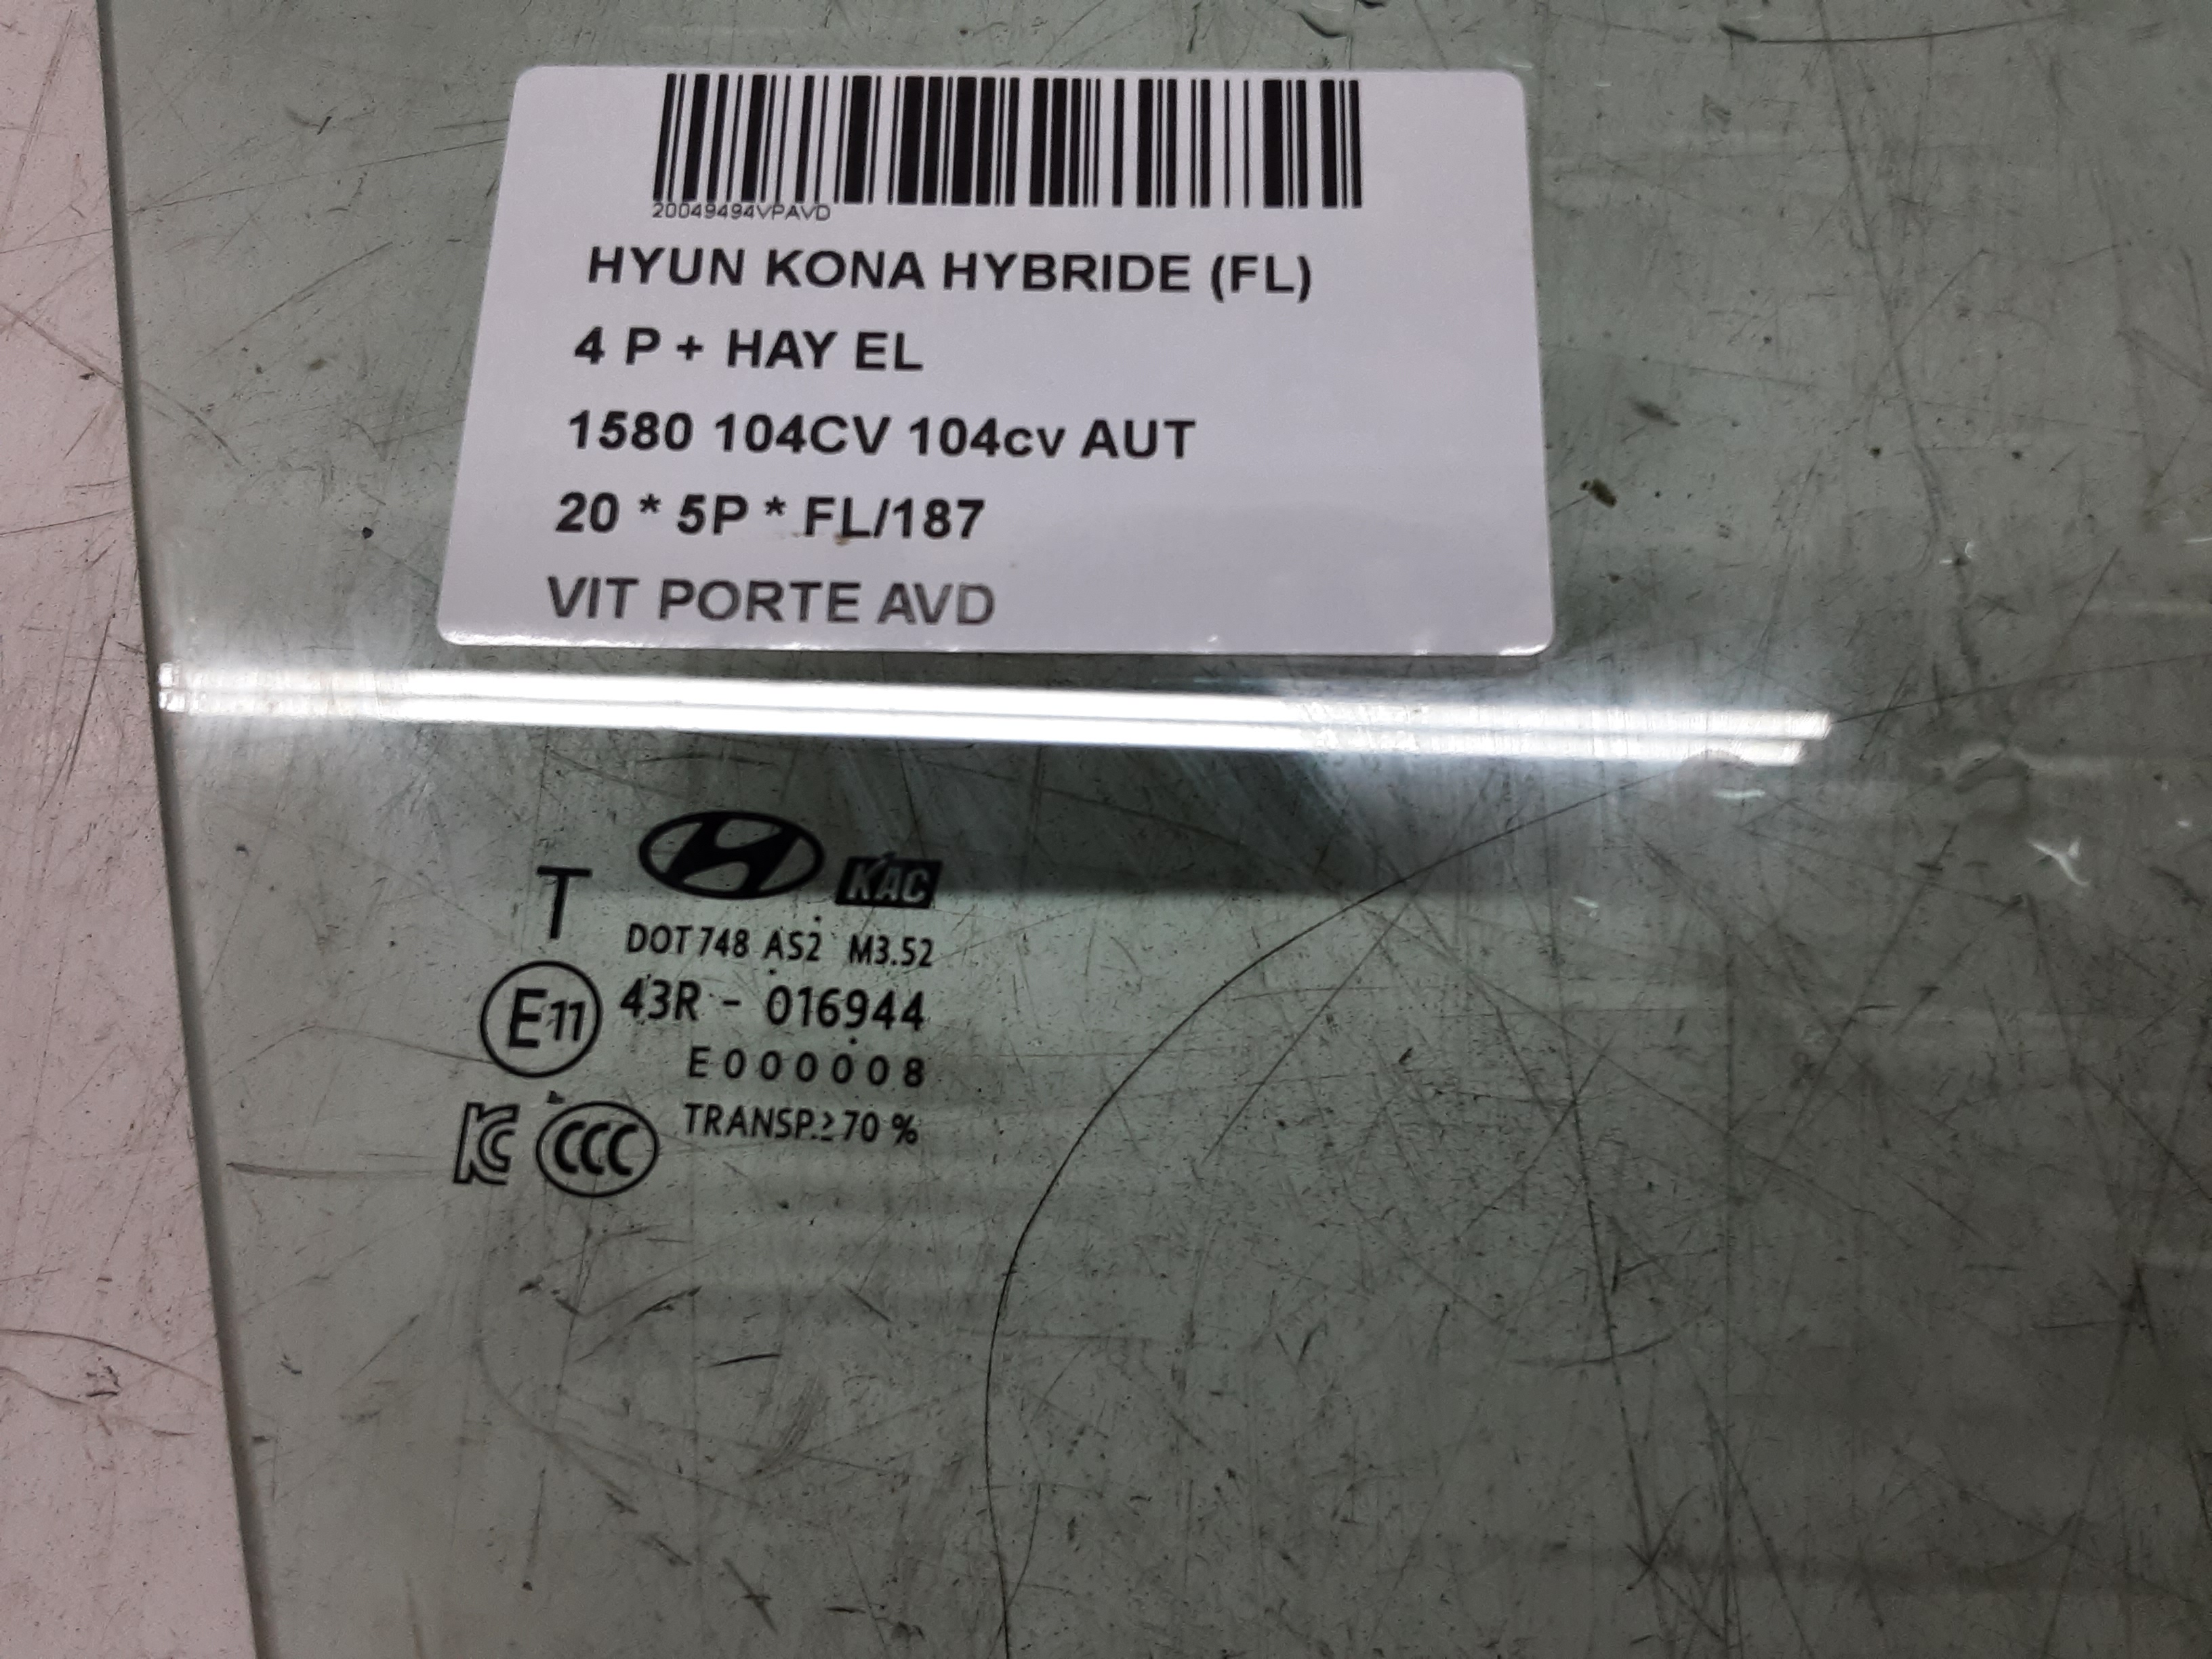 20049494VPAVD
HYUN KONA HYBRIDE (FL)
4 P + HAY EL
1580 104CV 104cv AUT
20 * 5P * FL/187
VIT PORTE AVD
KAC
T
DOT 748 AS2 M3.52
E11 43R - 016944
E000008
TRANSP.≥70 %
KC CCC